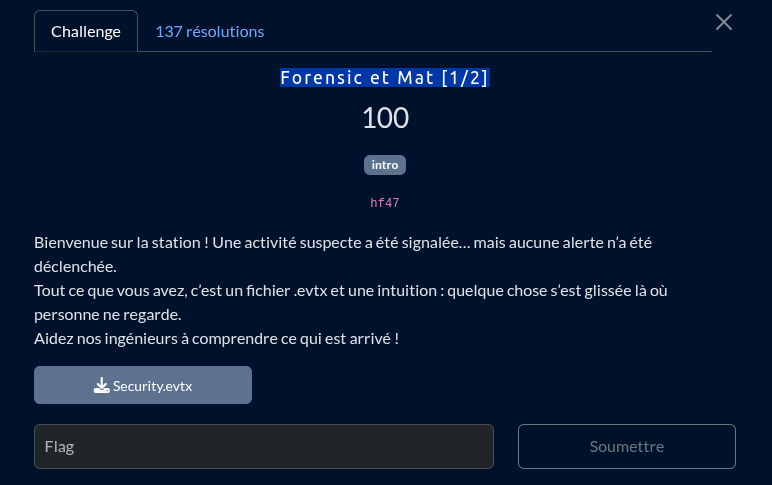 Challenge
137 résolutions
Forensic et Mat [1/2]
100
intro
hf47
Bienvenue sur la station ! Une activité suspecte a été signalée… mais aucune alerte n’a été
déclenchée.
Tout ce que vous avez, c’est un fichier .evtx et une intuition : quelque chose s’est glissée là où
personne ne regarde.
Aidez nos ingénieurs à comprendre ce qui est arrivé !
Security.evtx
Flag
Soumettre